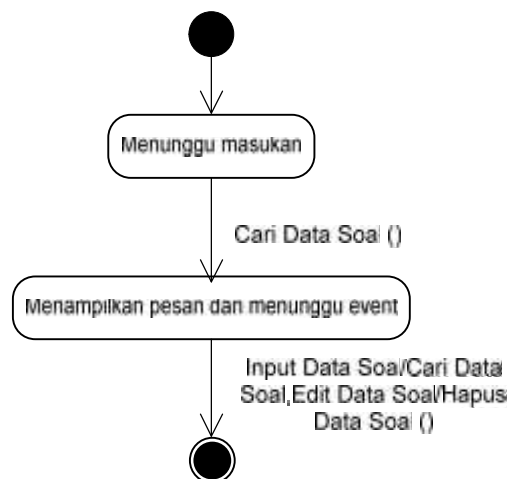 Menunggu masukan
Cari Data Soal ()
Menampilkan pesan dan menunggu event
Input Data Soal/Cari Data
Soal,Edit Data Soal/Hapus
Data Soal ()